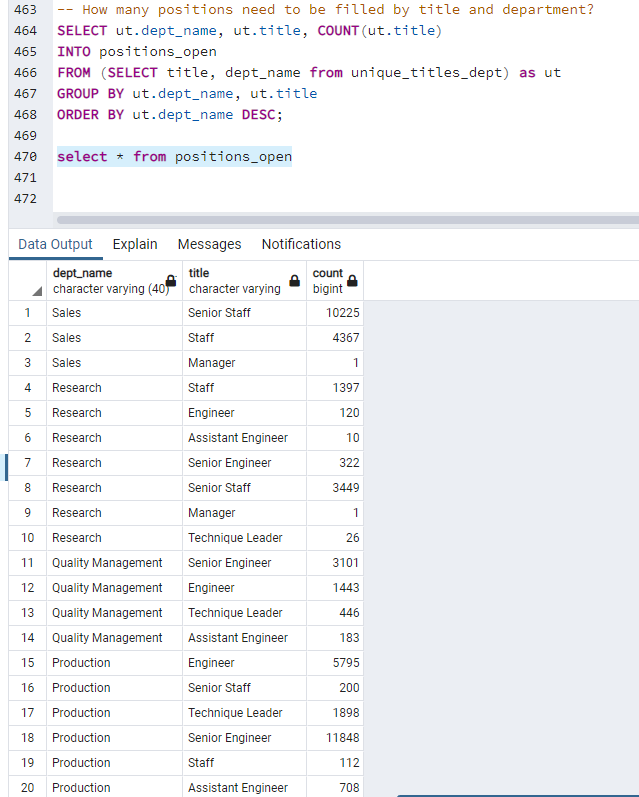 463 -- How many positions need to be filled by title and department?
464 SELECT ut.dept_name, ut.title, COUNT(ut.title)
465 INTO positions_open
466 FROM (SELECT title, dept_name from unique_titles_dept) as ut
467 GROUP BY ut.dept_name, ut.title
468 ORDER BY ut.dept_name DESC;
469
470 select * from positions_open
471
472
Data Output Explain Messages Notifications
dept_name title count
character varying (40) character varying bigint
1 Sales Senior Staff 10225
2 Sales Staff 4367
3 Sales Manager 1
4 Research Staff 1397
5 Research Engineer 120
6 Research Assistant Engineer 10
7 Research Senior Engineer 322
8 Research Senior Staff 3449
9 Research Manager 1
10 Research Technique Leader 26
11 Quality Management Senior Engineer 3101
12 Quality Management Engineer 1443
13 Quality Management Technique Leader 446
14 Quality Management Assistant Engineer 183
15 Production Engineer 5795
16 Production Senior Staff 200
17 Production Technique Leader 1898
18 Production Senior Engineer 11848
19 Production Staff 112
20 Production Assistant Engineer 708